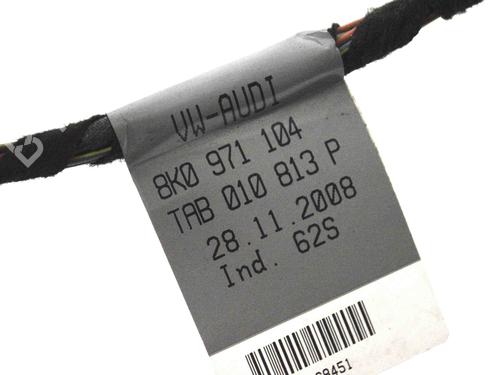 VW-AUDI
8K0 971 104
TAB 010 813 P
28.11.2008
Ind. 62S